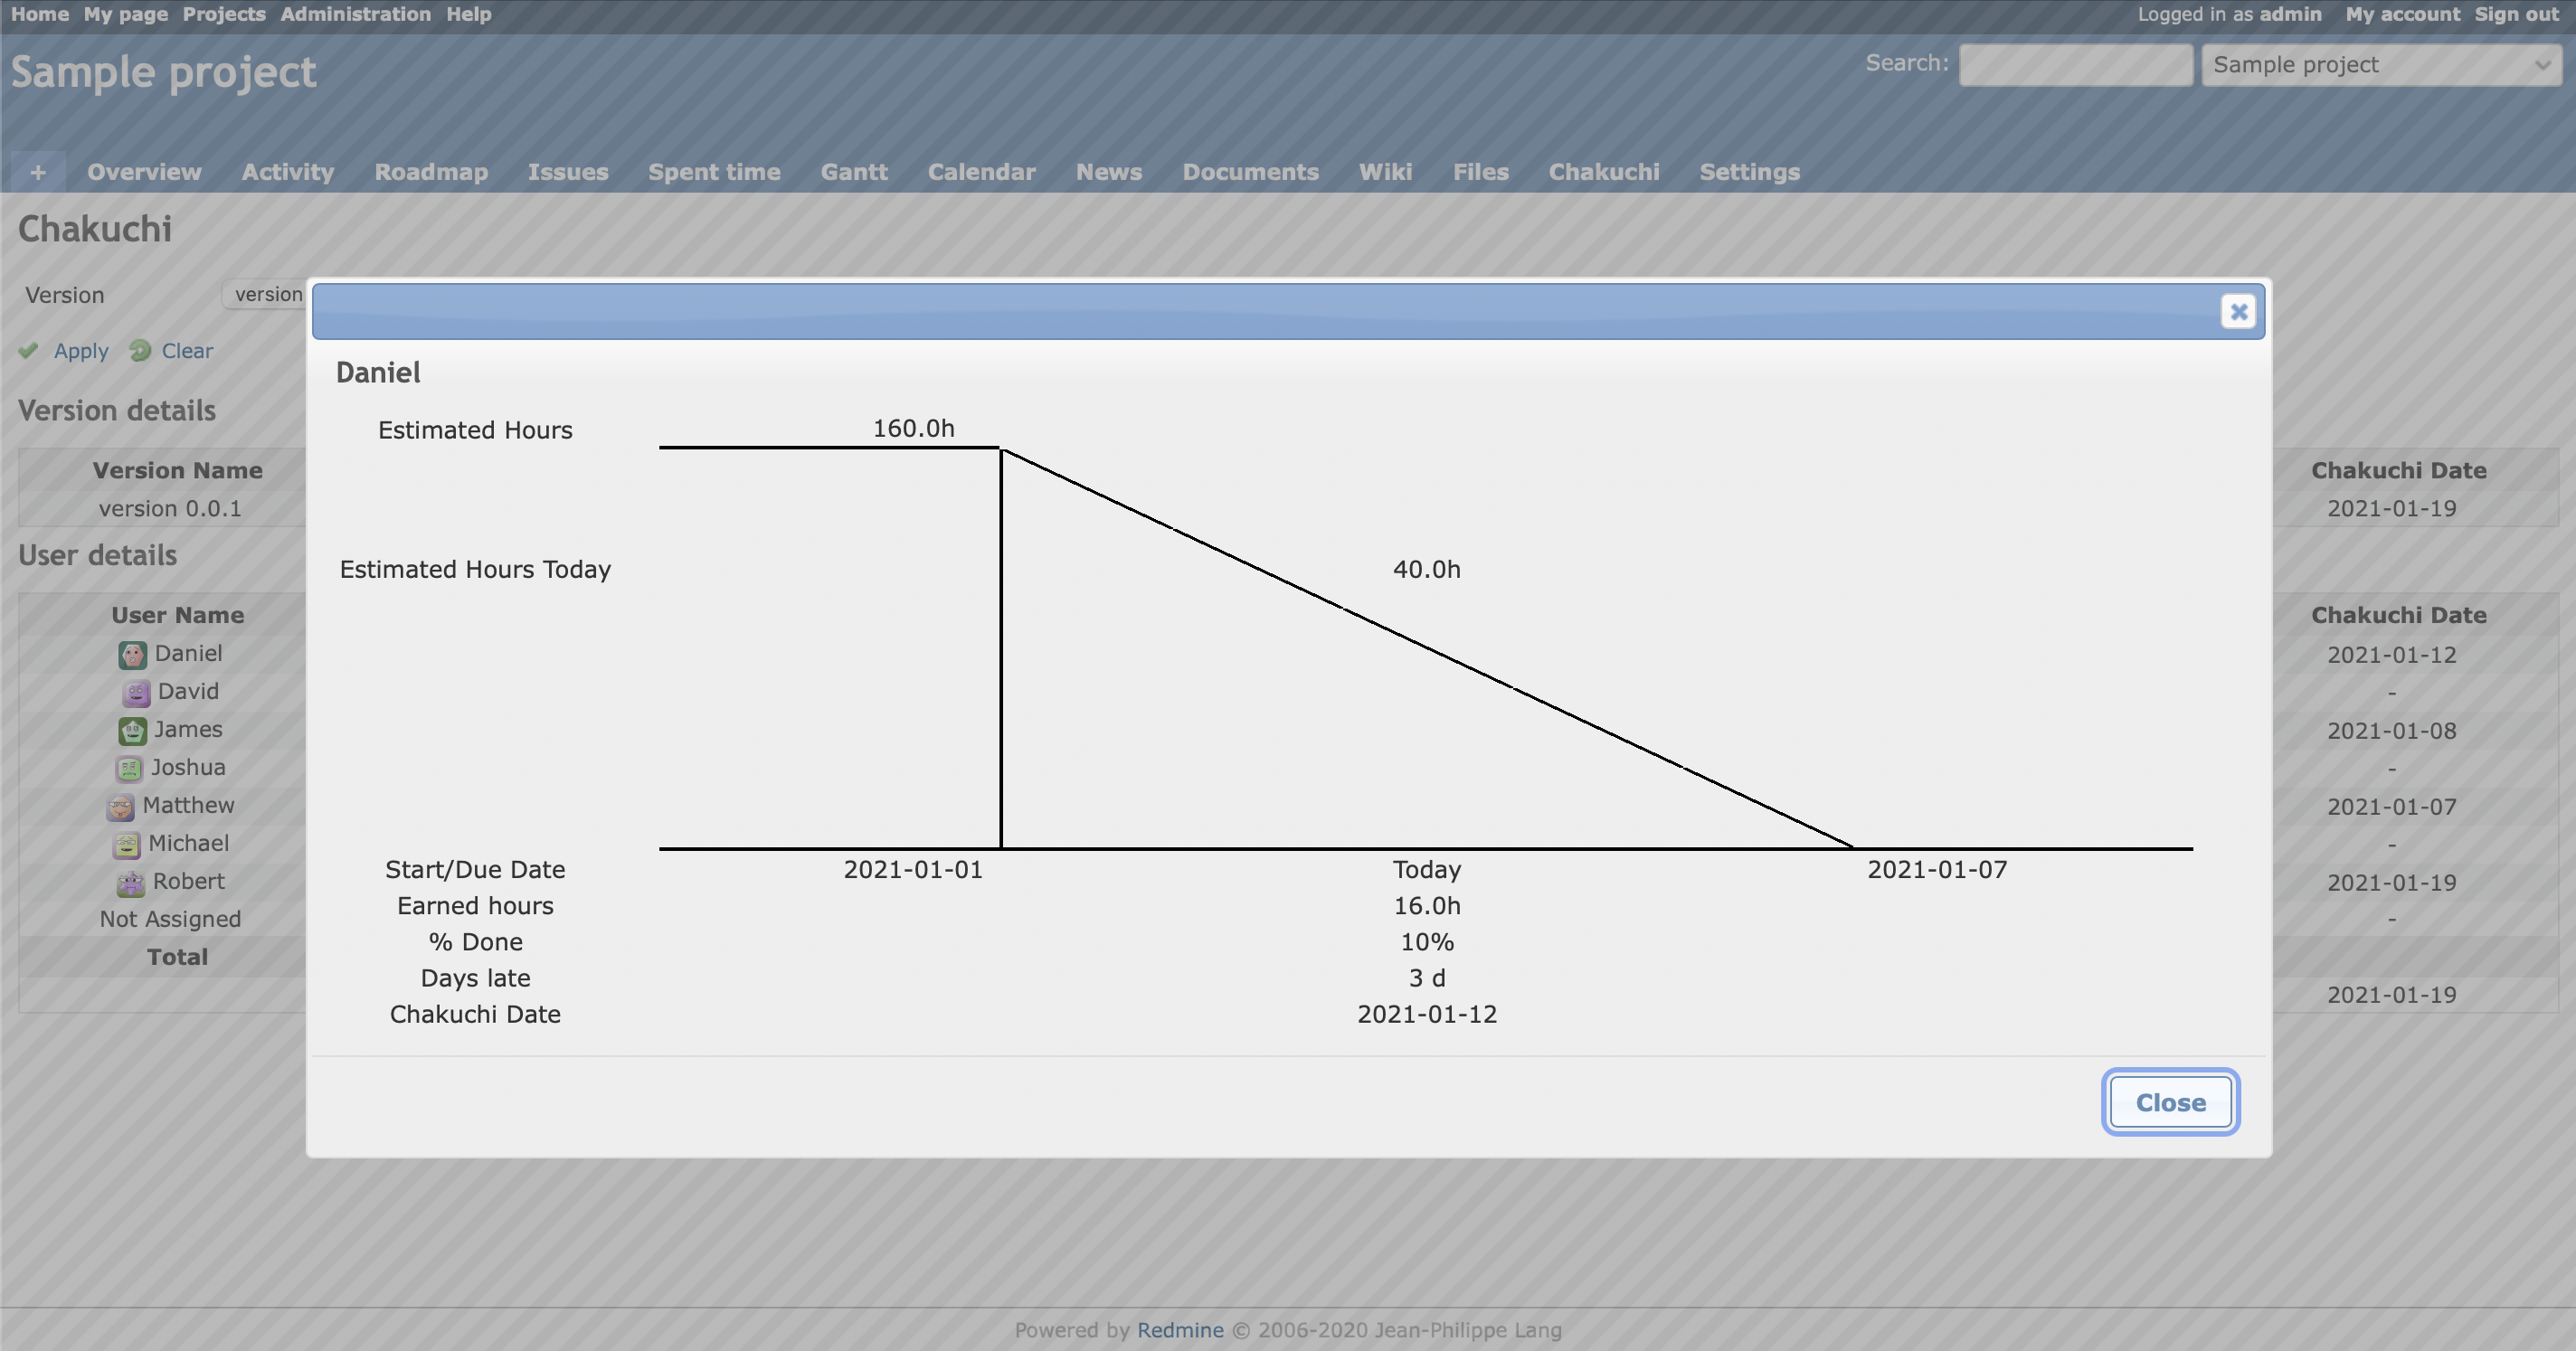 Home My page Projects Administration Help
Logged in as admin My account Sign out
Sample project
Search: Sample project
+ Overview Activity Roadmap Issues Spent time Gantt Calendar News Documents Wiki Files Chakuchi Settings
Chakuchi
Version version
Apply Clear
Version details
Version Name Chakuchi Date
version 0.0.1 2021-01-19
User details
User Name Chakuchi Date
Daniel 2021-01-12
David -
James 2021-01-08
Joshua -
Matthew 2021-01-07
Michael -
Robert 2021-01-19
Not Assigned -
Total
2021-01-19
Daniel
Estimated Hours 160.0h
Estimated Hours Today 40.0h
Start/Due Date 2021-01-01 Today 2021-01-07
Earned hours 16.0h
% Done 10%
Days late 3 d
Chakuchi Date 2021-01-12
Close
Powered by Redmine © 2006-2020 Jean-Philippe Lang